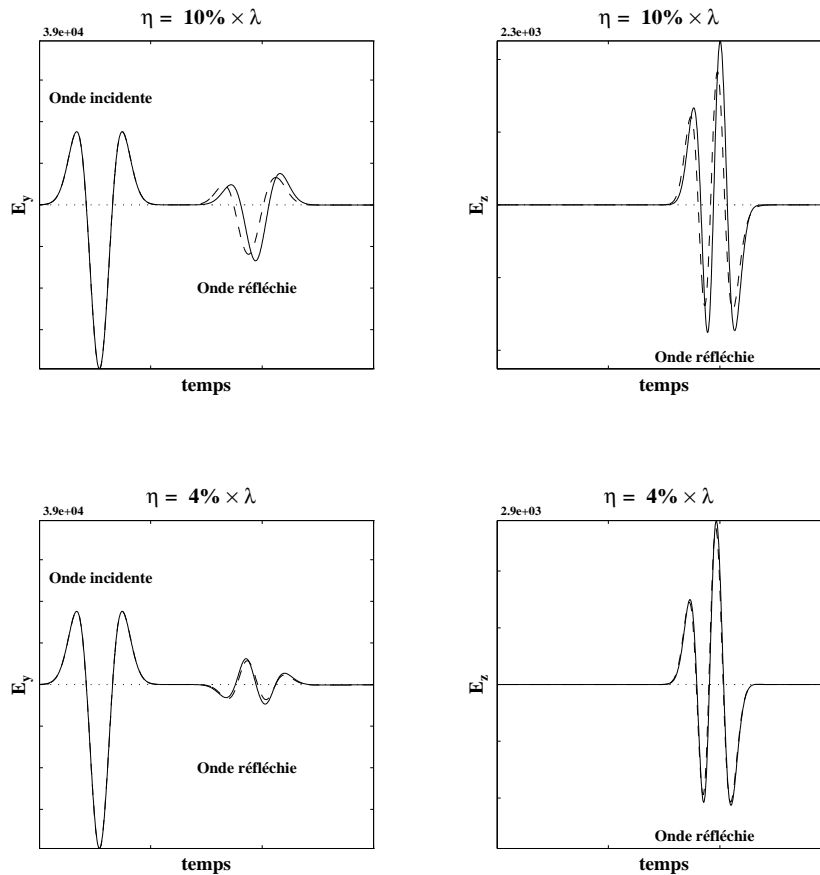 η = 10% × λ
3.9e+04
Onde incidente
E_y
Onde réfléchie
temps
η = 10% × λ
2.3e+03
E_z
Onde réfléchie
temps
η = 4% × λ
3.9e+04
Onde incidente
E_y
Onde réfléchie
temps
η = 4% × λ
2.9e+03
E_z
Onde réfléchie
temps